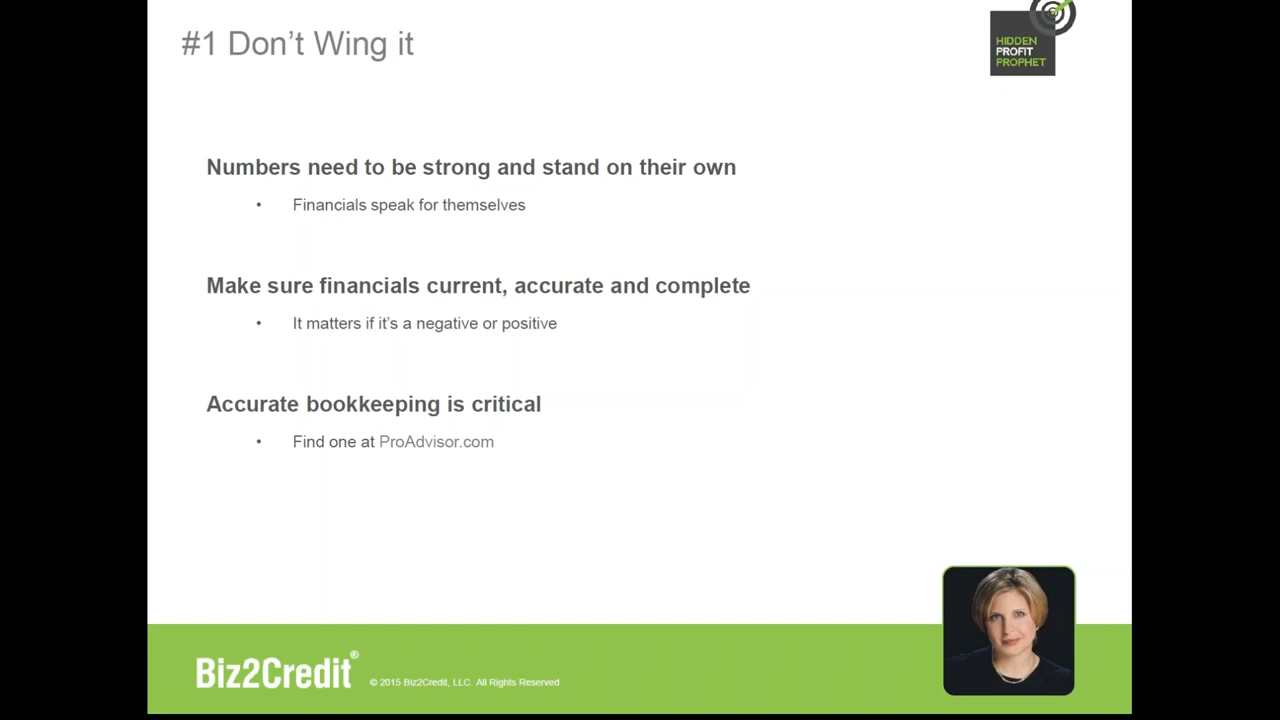 #1 Don’t Wing it
HIDDEN
PROFIT
PROPHET
Numbers need to be strong and stand on their own
• Financials speak for themselves
Make sure financials current, accurate and complete
• It matters if it’s a negative or positive
Accurate bookkeeping is critical
• Find one at ProAdvisor.com
Biz2Credit®
© 2015 Biz2Credit, LLC. All Rights Reserved